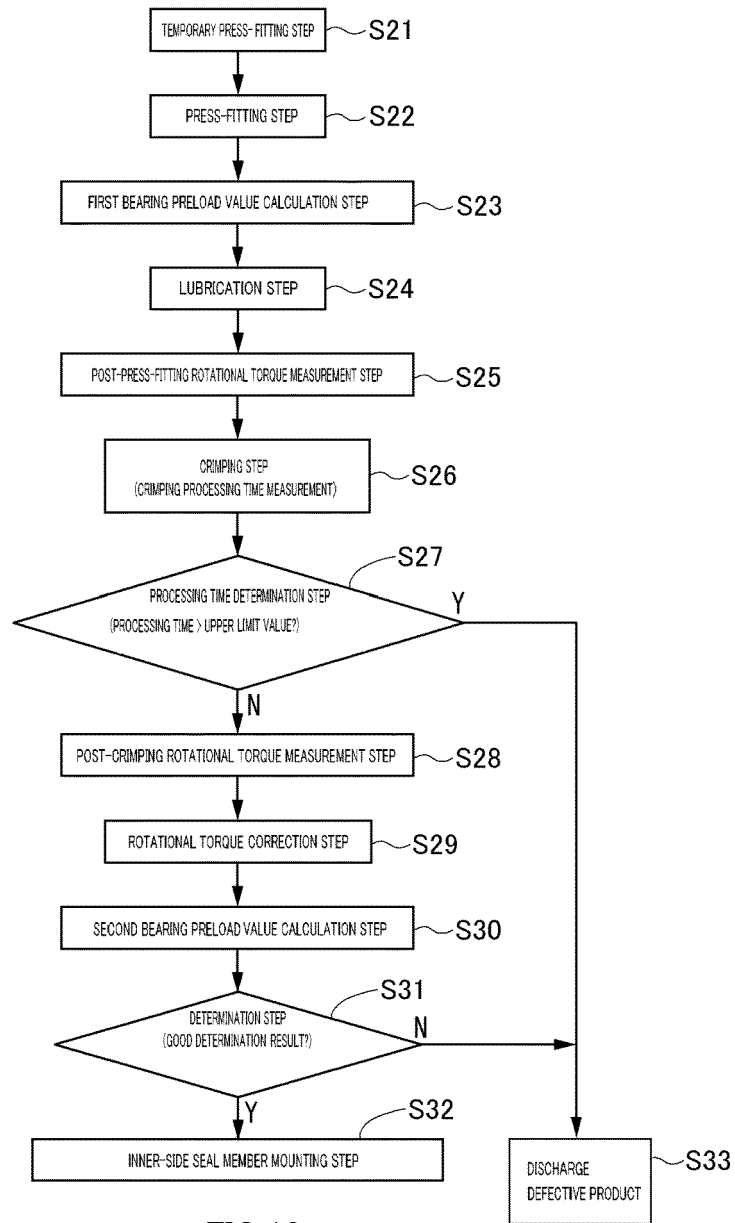 TEMPORARY PRESS-FITTING STEP
S21
PRESS-FITTING STEP
S22
FIRST BEARING PRELOAD VALUE CALCULATION STEP
S23
LUBRICATION STEP
S24
POST-PRESS-FITTING ROTATIONAL TORQUE MEASUREMENT STEP
S25
CRIMPING STEP
(CRIMPING PROCESSING TIME MEASUREMENT)
S26
S27
PROCESSING TIME DETERMINATION STEP
(PROCESSING TIME > UPPER LIMIT VALUE?)
Y
N
POST-CRIMPING ROTATIONAL TORQUE MEASUREMENT STEP
S28
ROTATIONAL TORQUE CORRECTION STEP
S29
SECOND BEARING PRELOAD VALUE CALCULATION STEP
S30
S31
DETERMINATION STEP
(GOOD DETERMINATION RESULT?)
N
Y
S32
INNER-SIDE SEAL MEMBER MOUNTING STEP
DISCHARGE
DEFECTIVE PRODUCT
S33